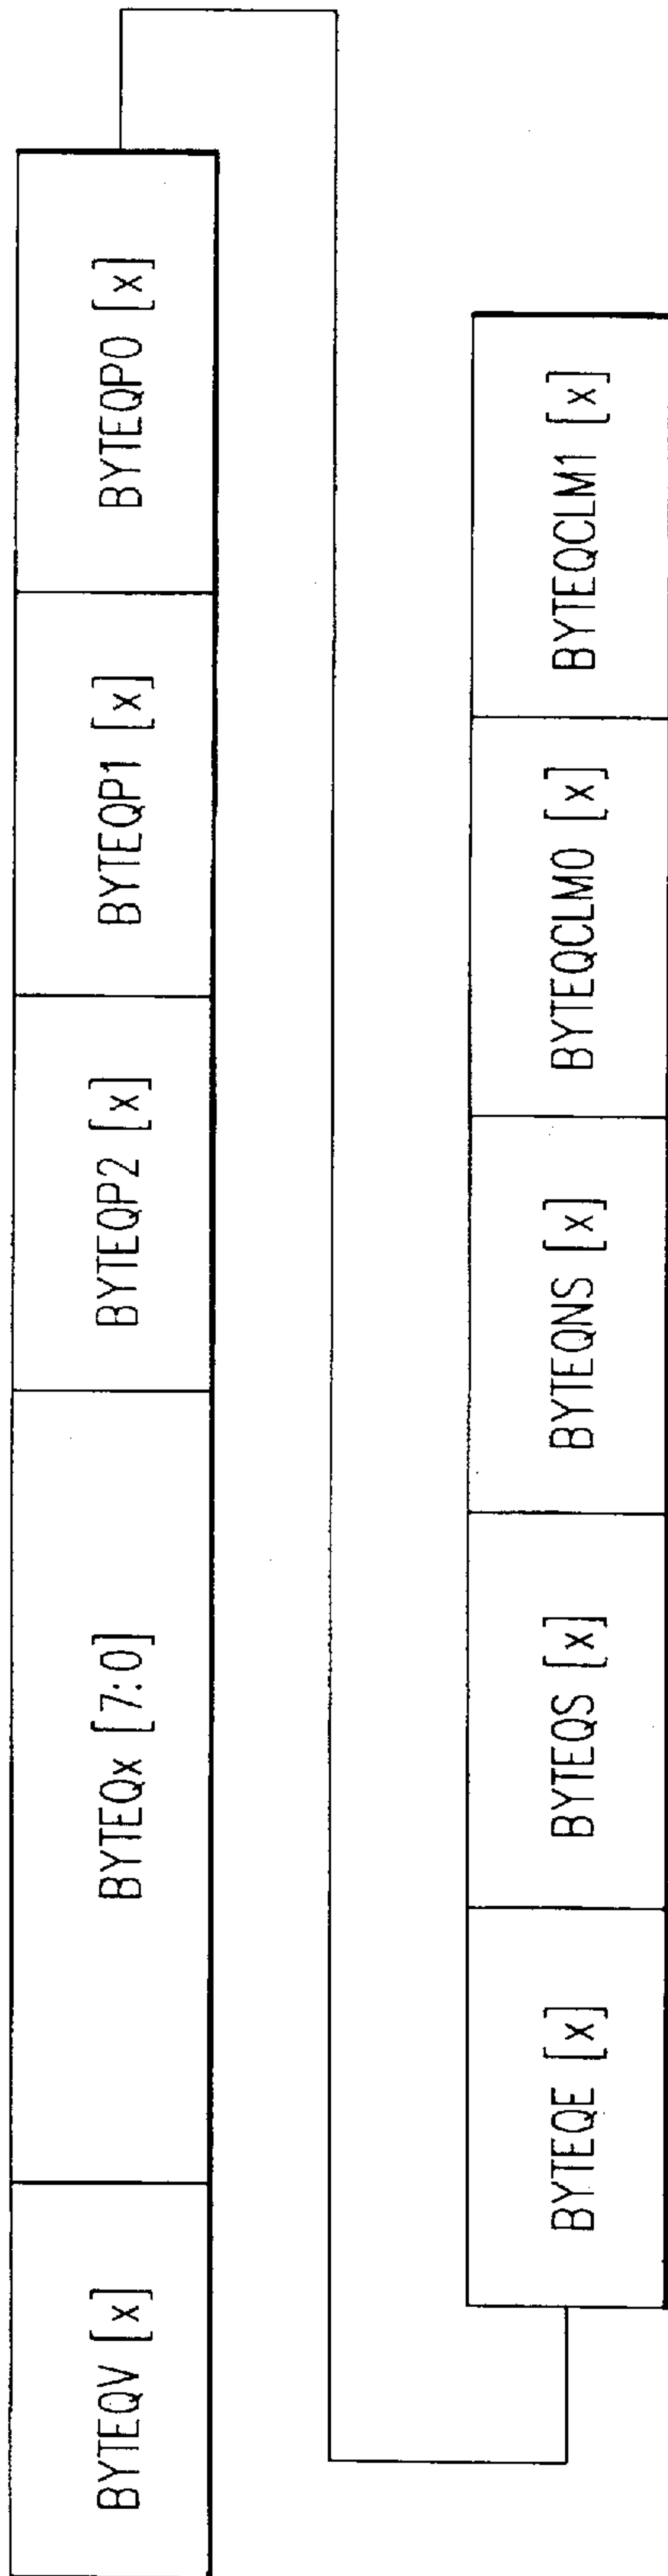 BYTEQV [x]
BYTEQx [7:0]
BYTEQP2 [x]
BYTEQP1 [x]
BYTEQP0 [x]
BYTEQE [x]
BYTEQS [x]
BYTEQNS [x]
BYTEQCLM0 [x]
BYTEQCLM1 [x]